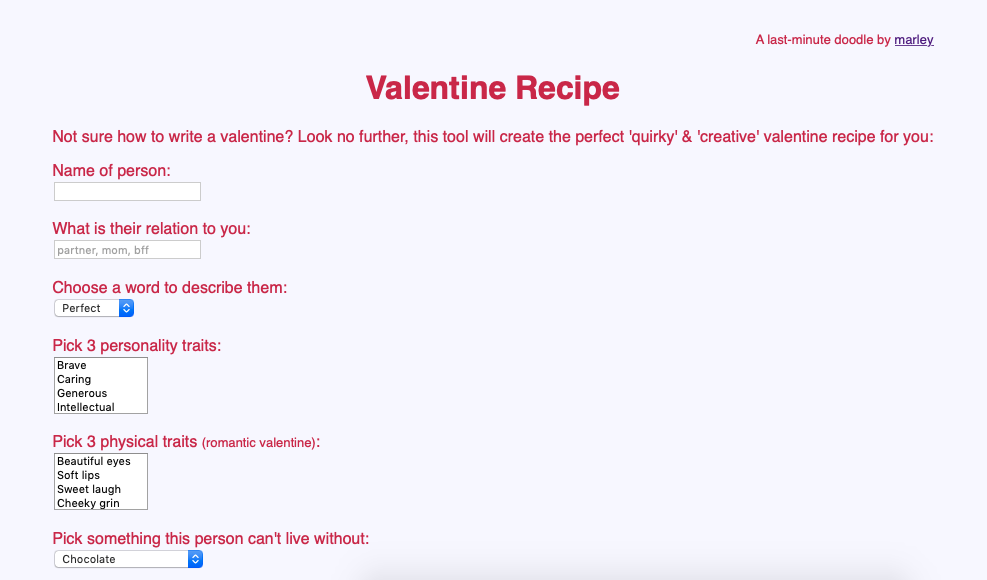 A last-minute doodle by marley
Valentine Recipe
Not sure how to write a valentine? Look no further, this tool will create the perfect 'quirky' & 'creative' valentine recipe for you:
Name of person:
What is their relation to you:
partner, mom, bff
Choose a word to describe them:
Perfect
Pick 3 personality traits:
Brave
Caring
Generous
Intellectual
Pick 3 physical traits (romantic valentine):
Beautiful eyes
Soft lips
Sweet laugh
Cheeky grin
Pick something this person can't live without:
Chocolate